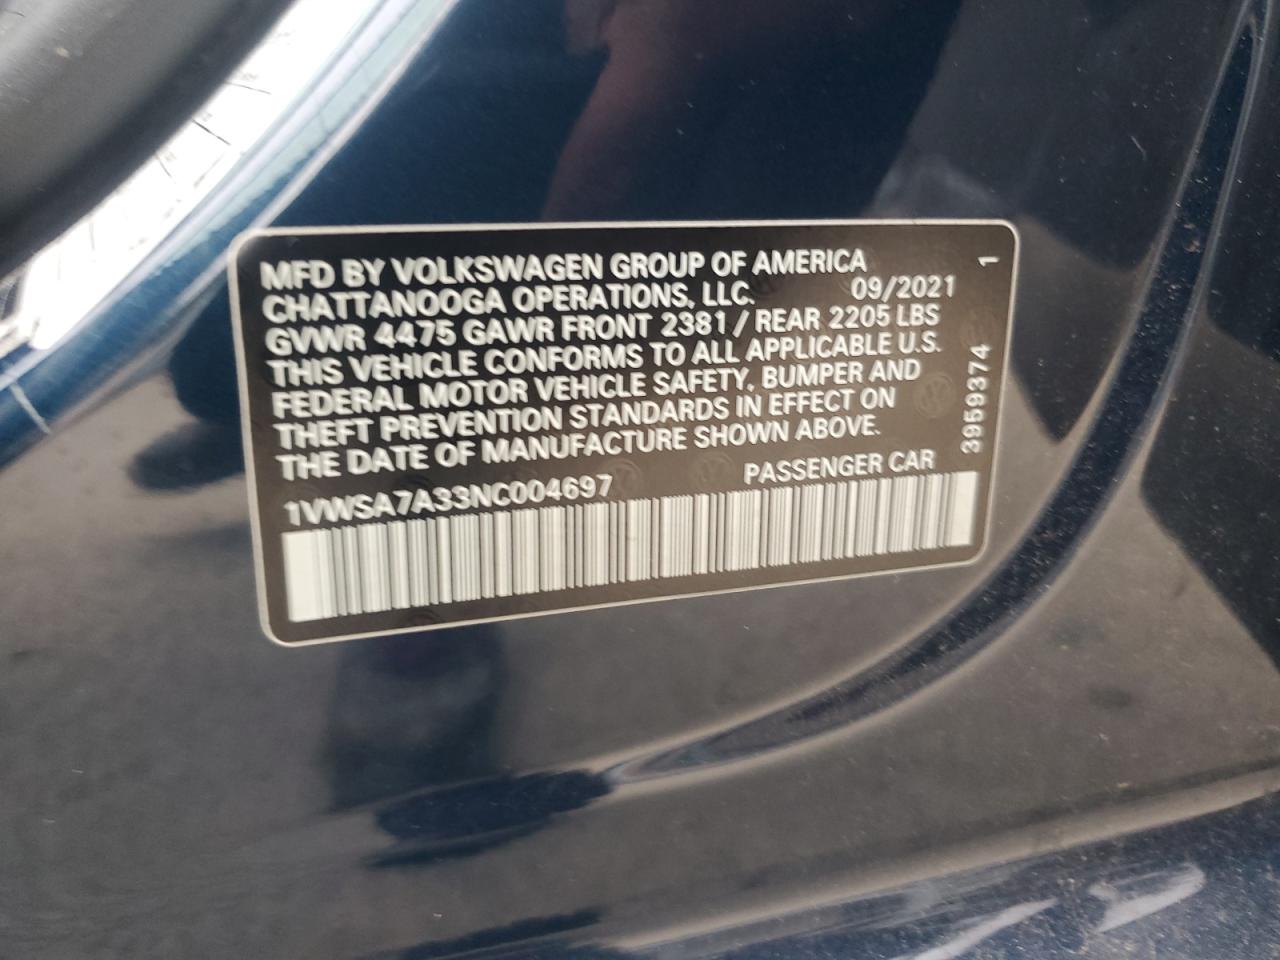 MFD BY VOLKSWAGEN GROUP OF AMERICA
CHATTANOOGA OPERATIONS, LLC. 09/2021
GVWR 4475 GAWR FRONT 2381 / REAR 2205 LBS
THIS VEHICLE CONFORMS TO ALL APPLICABLE U.S.
FEDERAL MOTOR VEHICLE SAFETY, BUMPER AND
THEFT PREVENTION STANDARDS IN EFFECT ON
THE DATE OF MANUFACTURE SHOWN ABOVE.
1VWSA7A33NC004697 PASSENGER CAR
3959374 1